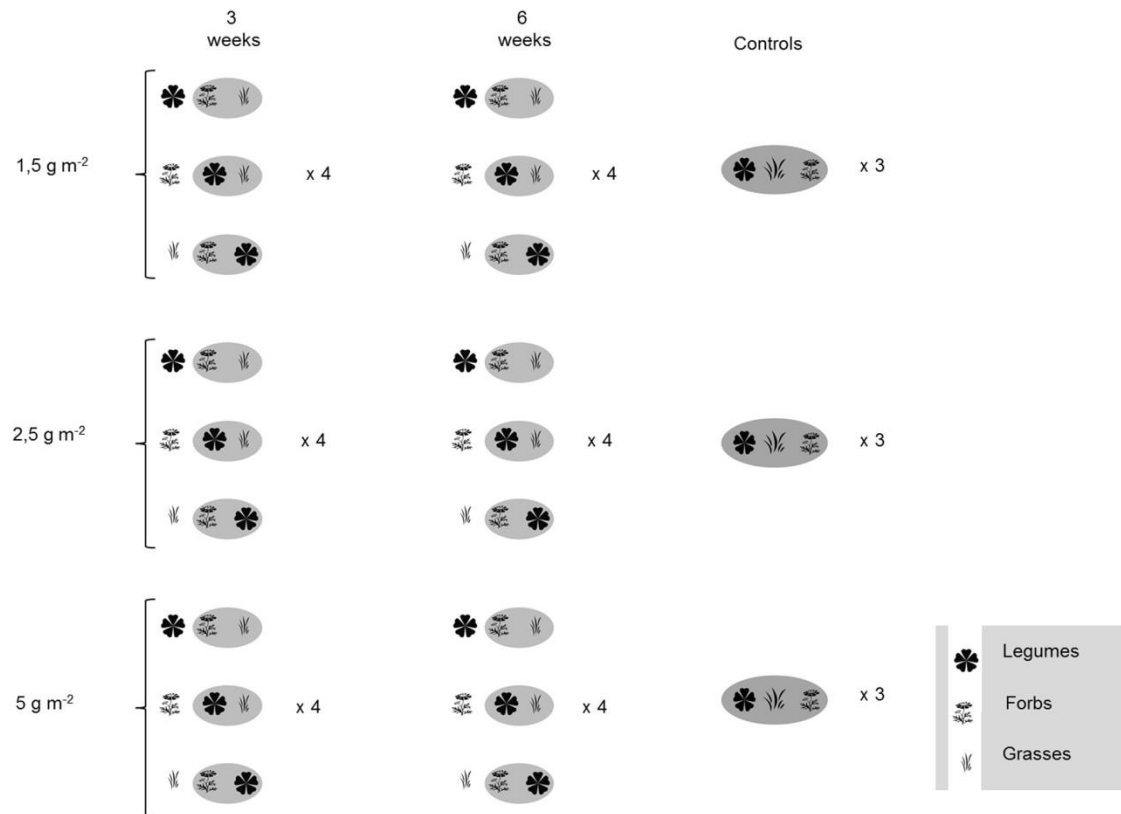 3
weeks
6
weeks
Controls
1,5 g m-2
x 4
x 4
x 3
2,5 g m-2
x 4
x 4
x 3
5 g m-2
x 4
x 4
x 3
Legumes
Forbs
Grasses